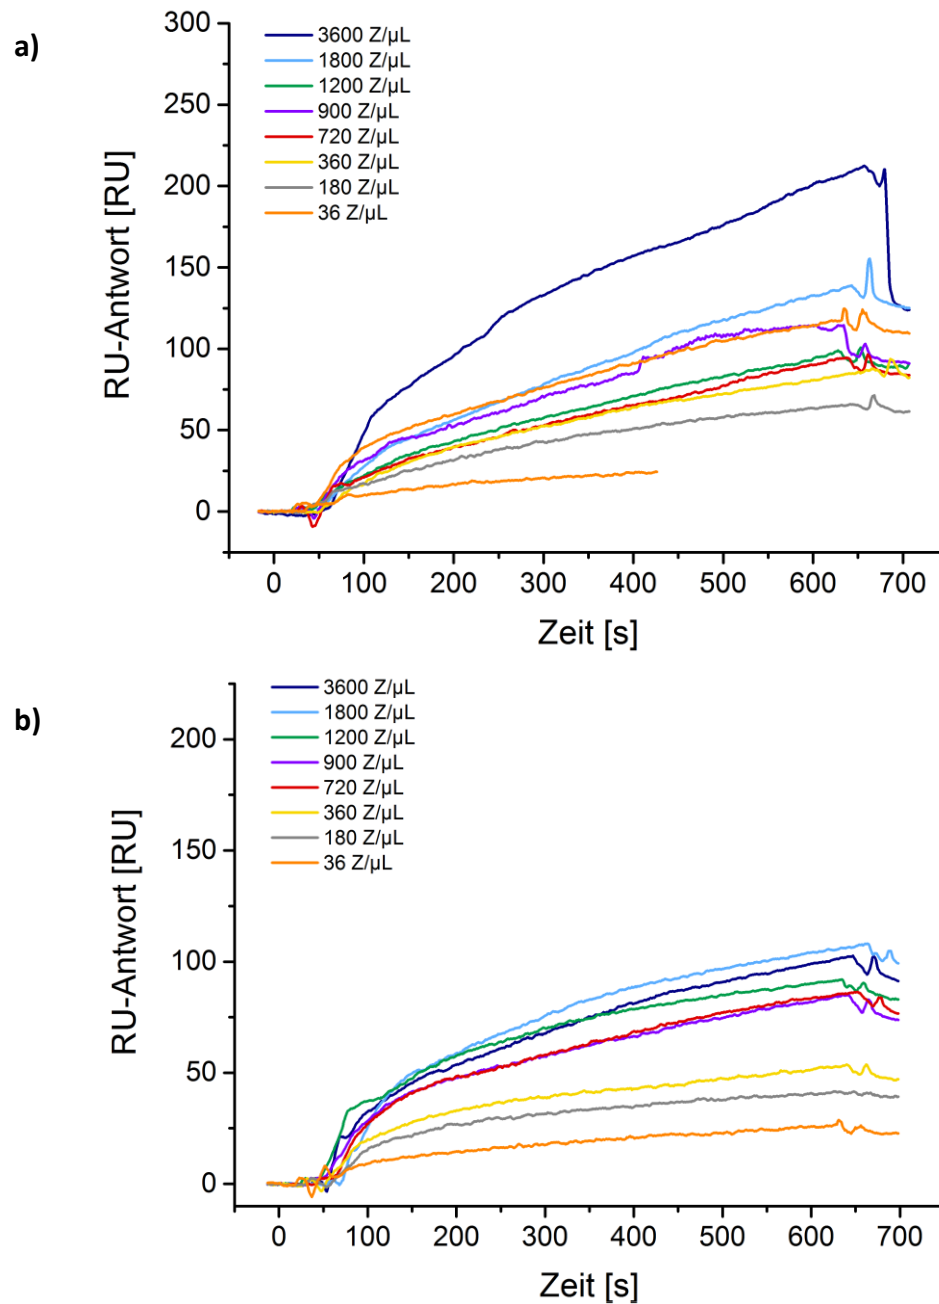 a)
300
250
200
150
100
50
0
RU-Antwort [RU]
3600 Z/µL
1800 Z/µL
1200 Z/µL
900 Z/µL
720 Z/µL
360 Z/µL
180 Z/µL
36 Z/µL
0 100 200 300 400 500 600 700
Zeit [s]
b)
200
150
100
50
0
RU-Antwort [RU]
3600 Z/µL
1800 Z/µL
1200 Z/µL
900 Z/µL
720 Z/µL
360 Z/µL
180 Z/µL
36 Z/µL
0 100 200 300 400 500 600 700
Zeit [s]